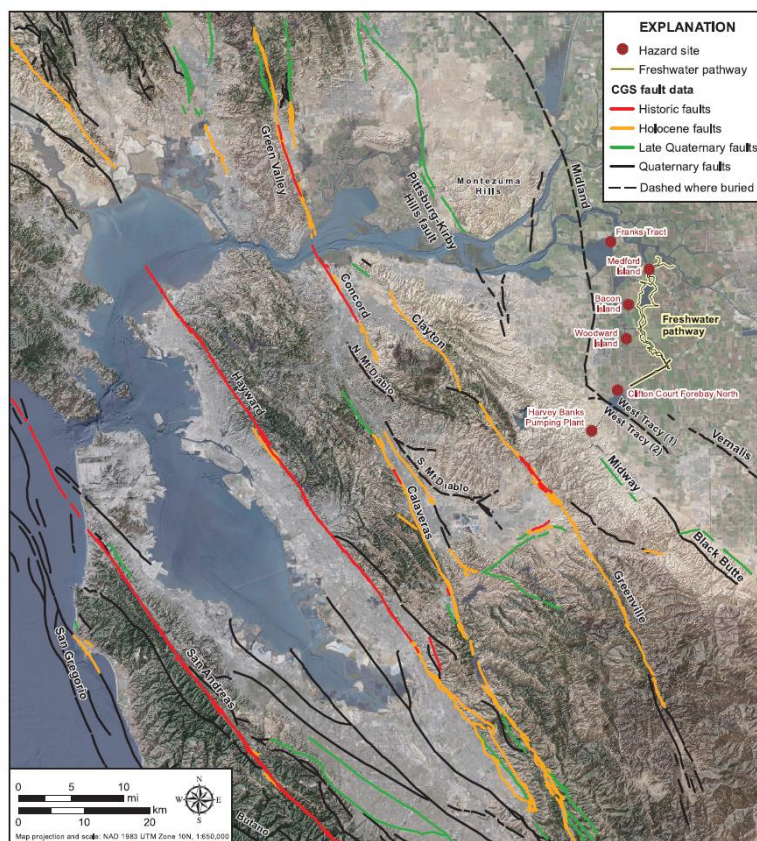 EXPLANATION
Hazard site
Freshwater pathway
CGS fault data
Historic faults
Holocene faults
Late Quaternary faults
Quaternary faults
Dashed where buried
Green Valley
Pittsburg-Kirby
Hills fault
Montezuma
Hills
Midland
Franks Tract
Medford
Island
Bacon
Island
Freshwater
pathway
Woodward
Island
Concord
Clayton
N. Mt Diablo
Hayward
Clifton Court Forebay North
Harvey Banks
Pumping Plant
West Tracy (1)
West Tracy (2)
Vernalis
Midway
S. Mt Diablo
Calaveras
Black Butte
Greenville
San Gregorio
San Andreas
Butano
0 5 10
mi
0 10 20
km
N
W E
S
Map projection and scale: NAD 1983 UTM Zone 10N, 1:650,000